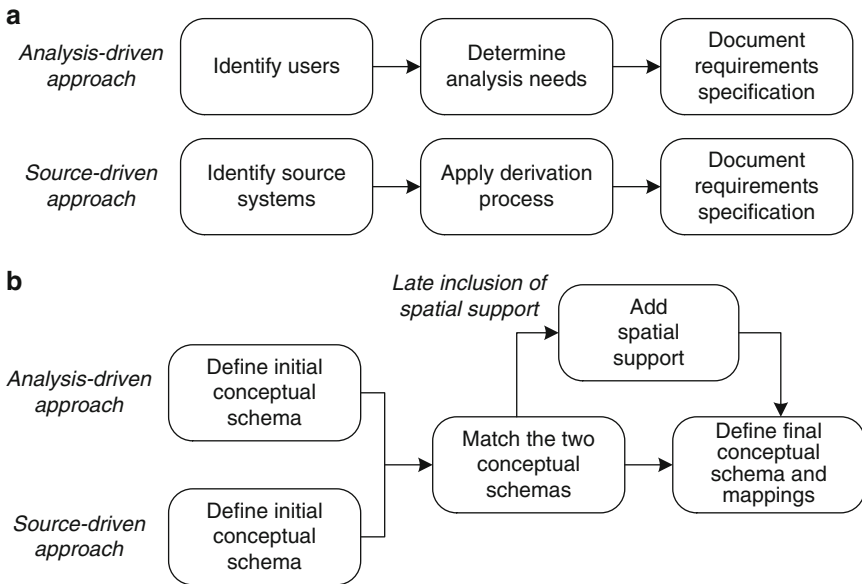 a
Analysis-driven
approach
Identify users
Determine
analysis needs
Document
requirements
specification
Source-driven
approach
Identify source
systems
Apply derivation
process
Document
requirements
specification
b
Late inclusion of
spatial support
Add
spatial
support
Analysis-driven
approach
Define initial
conceptual
schema
Match the two
conceptual
schemas
Define final
conceptual
schema and
mappings
Source-driven
approach
Define initial
conceptual
schema